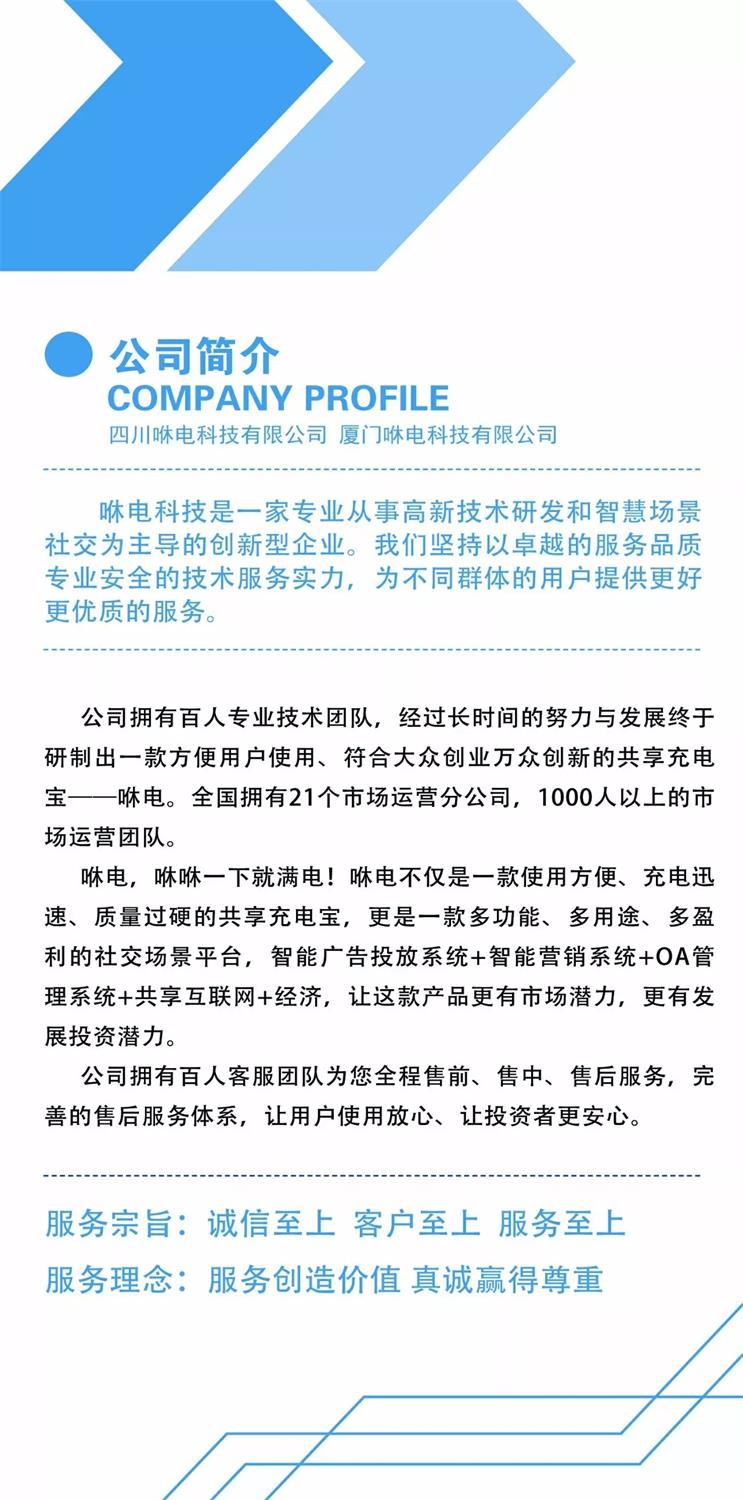 公司简介
COMPANY PROFILE
四川咻电科技有限公司 厦门咻电科技有限公司
咻电科技是一家专业从事高新技术研发和智慧场景
社交为主导的创新型企业。我们坚持以卓越的服务品质
专业安全的技术服务实力，为不同群体的用户提供更好
更优质的服务。
公司拥有百人专业技术团队，经过长时间的努力与发展终于
研制出一款方便用户使用、符合大众创业万众创新的共享充电
宝——咻电。全国拥有21个市场运营分公司，1000人以上的市
场运营团队。
咻电，咻咻一下就满电！咻电不仅是一款使用方便、充电迅
速、质量过硬的共享充电宝，更是一款多功能、多用途、多盈
利的社交场景平台，智能广告投放系统+智能营销系统+OA管
理系统+共享互联网+经济，让这款产品更有市场潜力，更有发
展投资潜力。
公司拥有百人客服团队为您全程售前、售中、售后服务，完
善的售后服务体系，让用户使用放心、让投资者更安心。
服务宗旨：诚信至上 客户至上 服务至上
服务理念：服务创造价值 真诚赢得尊重